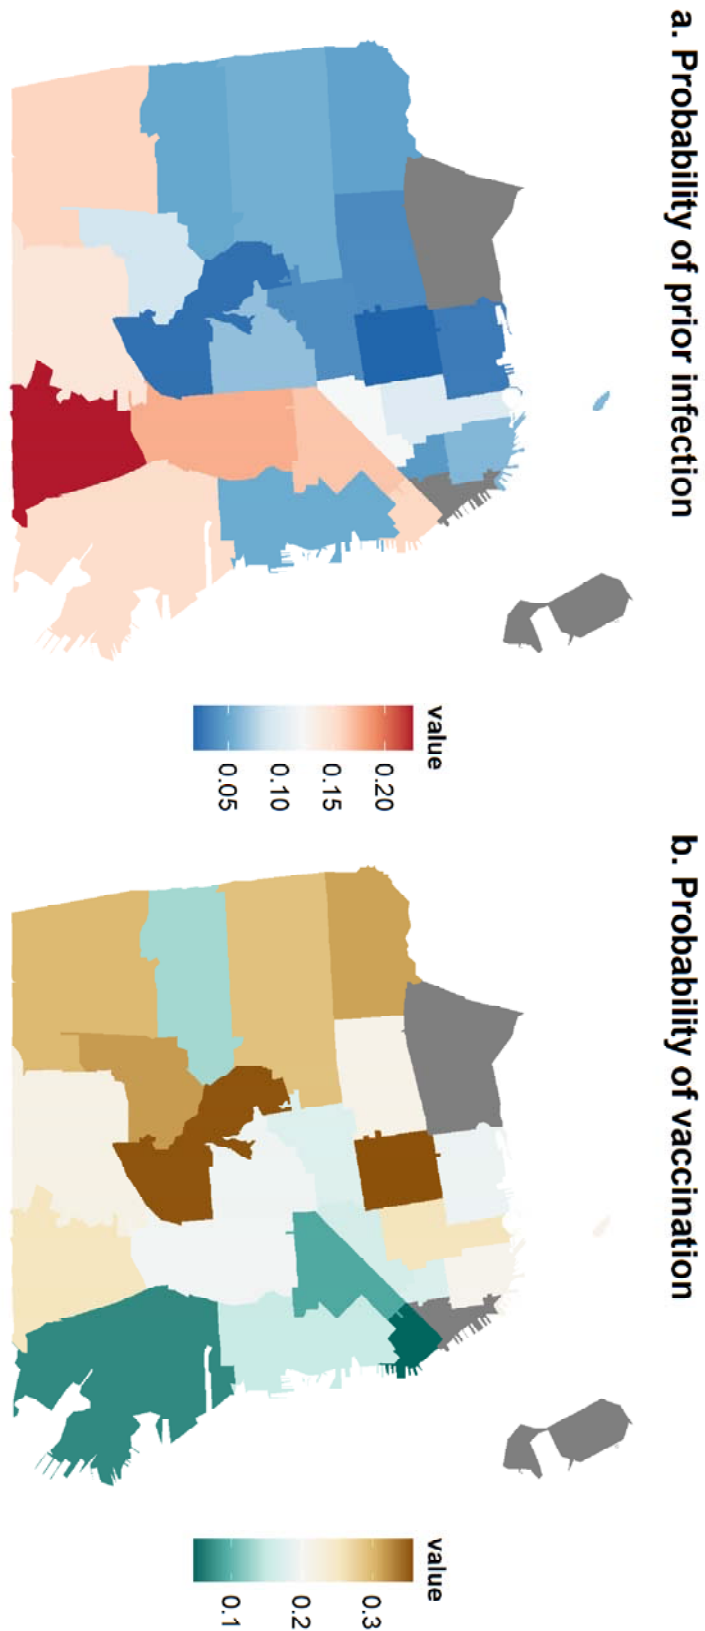 a. Probability of prior infection
value
0.05
0.10
0.15
0.20
b. Probability of vaccination
value
0.1
0.2
0.3